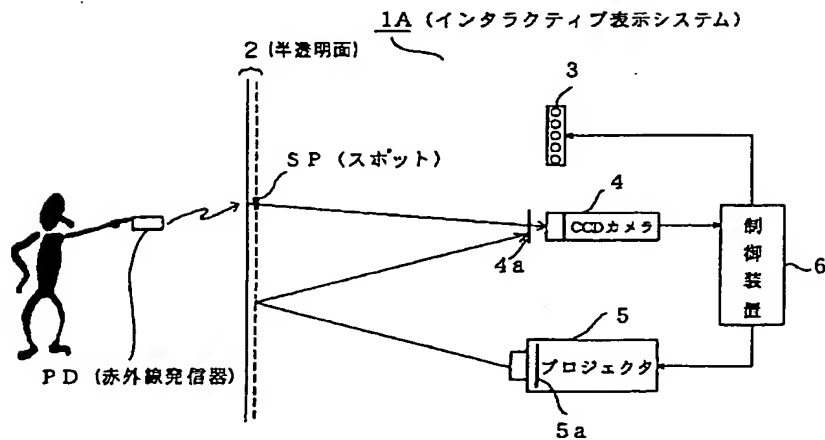 1A (インタラクティブ表示システム)
2 (半透明面)
3
SP (スポット)
4
CCDカメラ
4a
制御装置
6
5
プロジェクタ
5a
PD (赤外線発信器)